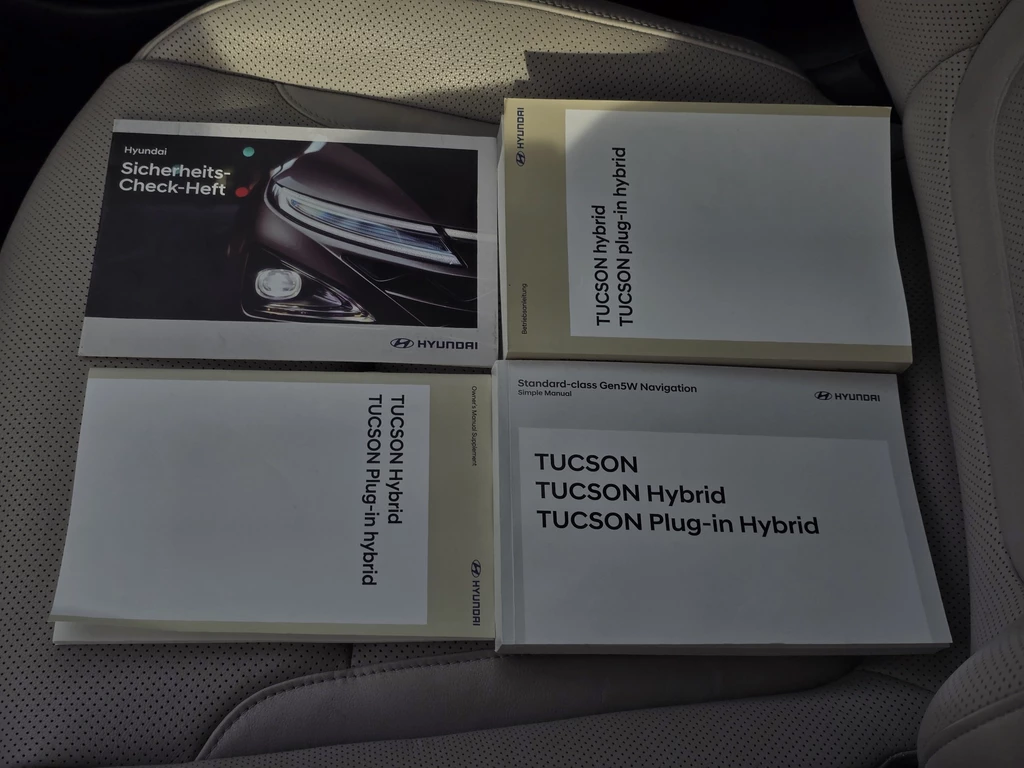 Hyundai
Sicherheits-
Check-Heft
HYUNDAI
HYUNDAI
Betriebsanleitung
TUCSON hybrid
TUCSON plug-in hybrid
Owner's Manual Supplement
TUCSON Hybrid
TUCSON Plug-in hybrid
HYUNDAI
Standard-class Gen5W Navigation
Simple Manual
HYUNDAI
TUCSON
TUCSON Hybrid
TUCSON Plug-in Hybrid